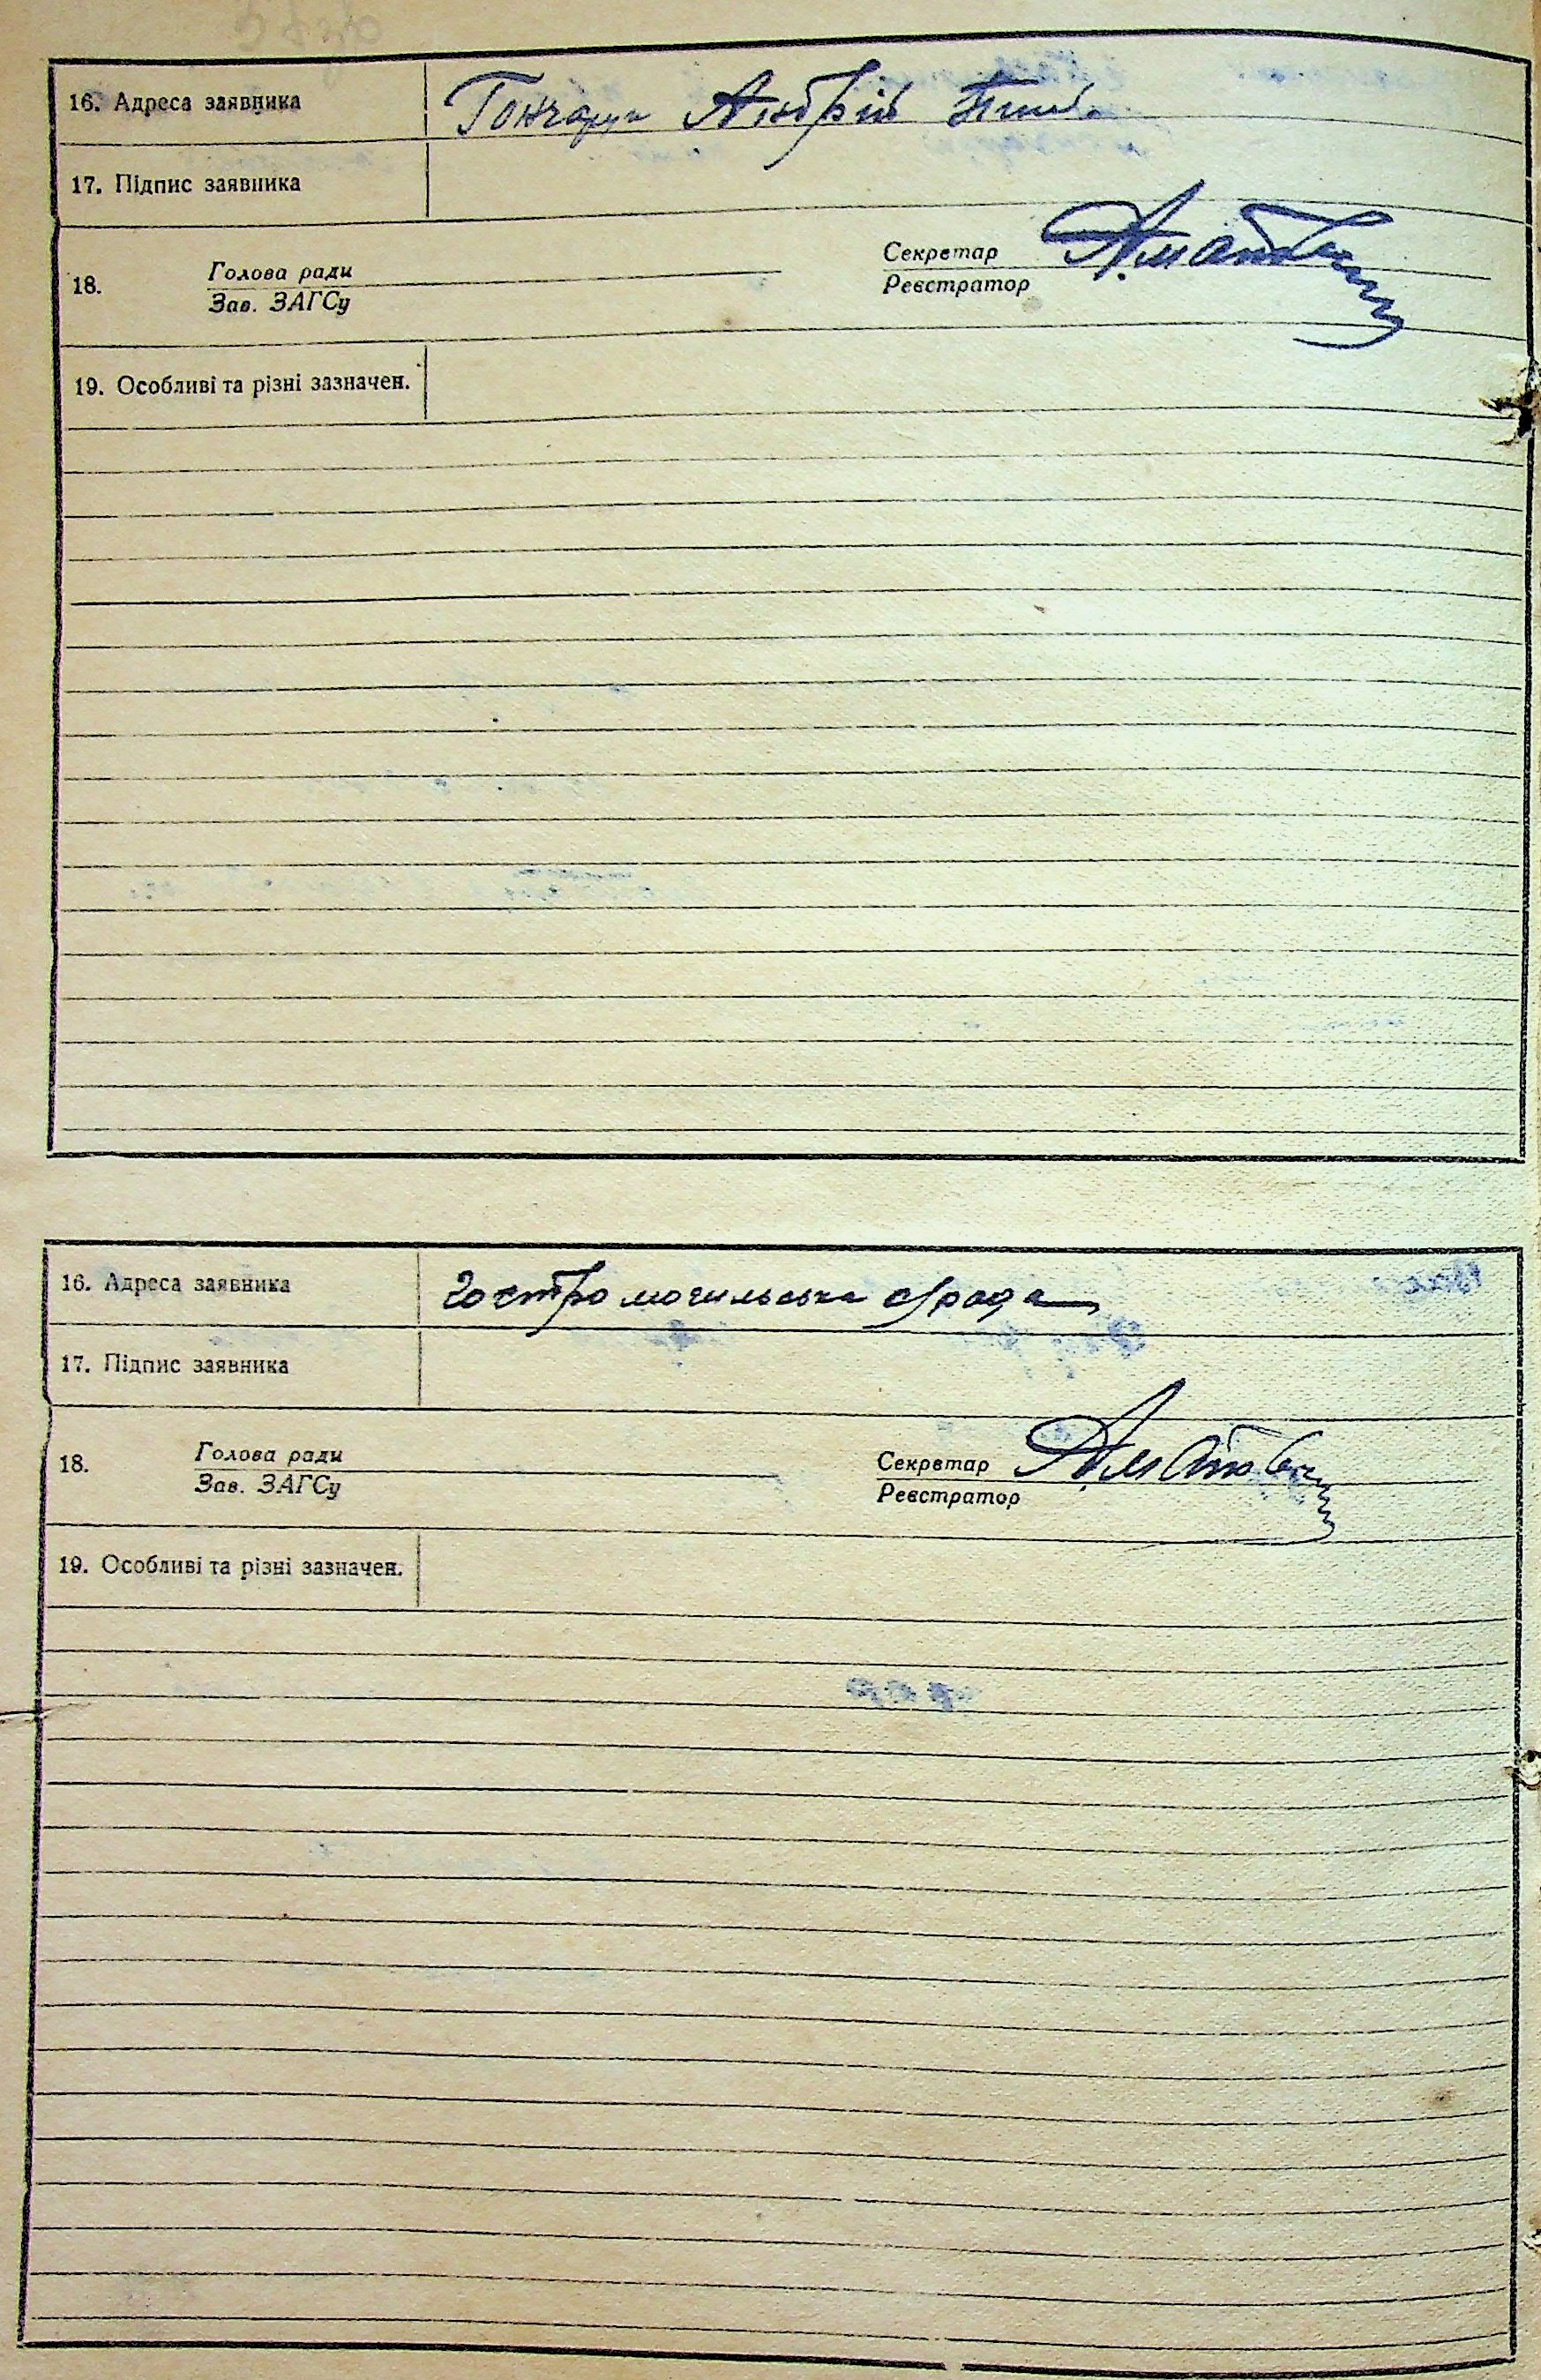 16. Адреса заявника Гончарук Андрій
17. Підпис заявника
18. Голова ради Секретар
Зав. ЗАГСу Реєстратор
19. Особливі та різні зазначен.
16. Адреса заявника Гостромогильська с/рада
17. Підпис заявника
18. Голова ради Секретар
Зав. ЗАГСу Реєстратор
19. Особливі та різні зазначен.